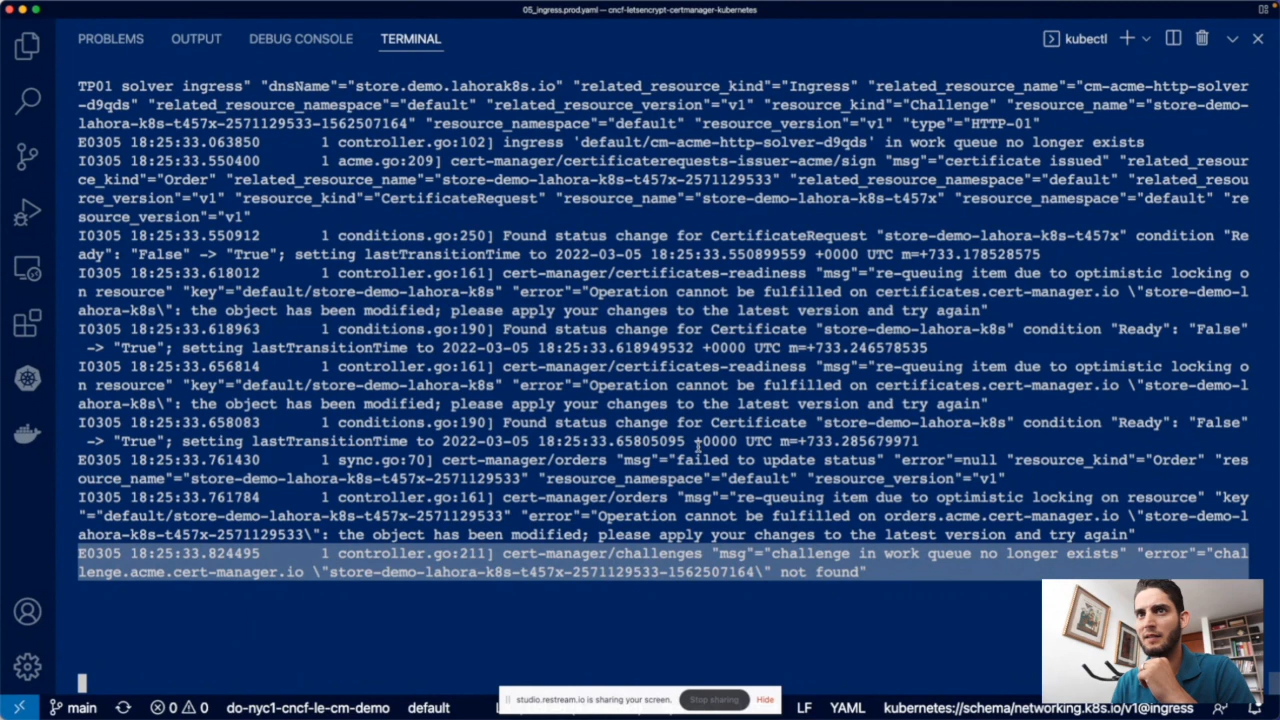 05_ingress.prod.yaml — cncf-letsencrypt-certmanager-kubernetes
PROBLEMS OUTPUT DEBUG CONSOLE TERMINAL kubectl
TP01 solver ingress" "dnsName"="store.demo.lahorak8s.io" "related_resource_kind"="Ingress" "related_resource_name"="cm-acme-http-solver
-d9qds" "related_resource_namespace"="default" "related_resource_version"="v1" "resource_kind"="Challenge" "resource_name"="store-demo-
lahora-k8s-t457x-2571129533-1562507164" "resource_namespace"="default" "resource_version"="v1" "type"="HTTP-01"
E0305 18:25:33.063850 1 controller.go:102] ingress 'default/cm-acme-http-solver-d9qds' in work queue no longer exists
I0305 18:25:33.550400 1 acme.go:209] cert-manager/certificaterequests-issuer-acme/sign "msg"="certificate issued" "related_resour
ce_kind"="Order" "related_resource_name"="store-demo-lahora-k8s-t457x-2571129533" "related_resource_namespace"="default" "related_resou
rce_version"="v1" "resource_kind"="CertificateRequest" "resource_name"="store-demo-lahora-k8s-t457x" "resource_namespace"="default" "re
source_version"="v1"
I0305 18:25:33.550912 1 conditions.go:250] Found status change for CertificateRequest "store-demo-lahora-k8s-t457x" condition "Re
ady": "False" -> "True"; setting lastTransitionTime to 2022-03-05 18:25:33.550899559 +0000 UTC m=+733.178528575
I0305 18:25:33.618012 1 controller.go:161] cert-manager/certificates-readiness "msg"="re-queuing item due to optimistic locking o
n resource" "key"="default/store-demo-lahora-k8s" "error"="Operation cannot be fulfilled on certificates.cert-manager.io \"store-demo-l
ahora-k8s\": the object has been modified; please apply your changes to the latest version and try again"
I0305 18:25:33.618963 1 conditions.go:190] Found status change for Certificate "store-demo-lahora-k8s" condition "Ready": "False"
-> "True"; setting lastTransitionTime to 2022-03-05 18:25:33.618949532 +0000 UTC m=+733.246578535
I0305 18:25:33.656814 1 controller.go:161] cert-manager/certificates-readiness "msg"="re-queuing item due to optimistic locking o
n resource" "key"="default/store-demo-lahora-k8s" "error"="Operation cannot be fulfilled on certificates.cert-manager.io \"store-demo-l
ahora-k8s\": the object has been modified; please apply your changes to the latest version and try again"
I0305 18:25:33.658083 1 conditions.go:190] Found status change for Certificate "store-demo-lahora-k8s" condition "Ready": "False"
-> "True"; setting lastTransitionTime to 2022-03-05 18:25:33.65805095 +0000 UTC m=+733.285679971
E0305 18:25:33.761430 1 sync.go:70] cert-manager/orders "msg"="failed to update status" "error"=null "resource_kind"="Order" "res
ource_name"="store-demo-lahora-k8s-t457x-2571129533" "resource_namespace"="default" "resource_version"="v1"
I0305 18:25:33.761784 1 controller.go:161] cert-manager/orders "msg"="re-queuing item due to optimistic locking on resource" "key
"="default/store-demo-lahora-k8s-t457x-2571129533" "error"="Operation cannot be fulfilled on orders.acme.cert-manager.io \"store-demo-l
ahora-k8s-t457x-2571129533\": the object has been modified; please apply your changes to the latest version and try again"
E0305 18:25:33.824495 1 controller.go:211] cert-manager/challenges "msg"="challenge in work queue no longer exists" "error"="chal
lenge.acme.cert-manager.io \"store-demo-lahora-k8s-t457x-2571129533-1562507164\" not found"
studio.restream.io is sharing your screen. Stop sharing Hide
main 0 0 do-nyc1-cncf-le-cm-demo default LF YAML kubernetes://schema/networking.k8s.io/v1@ingress